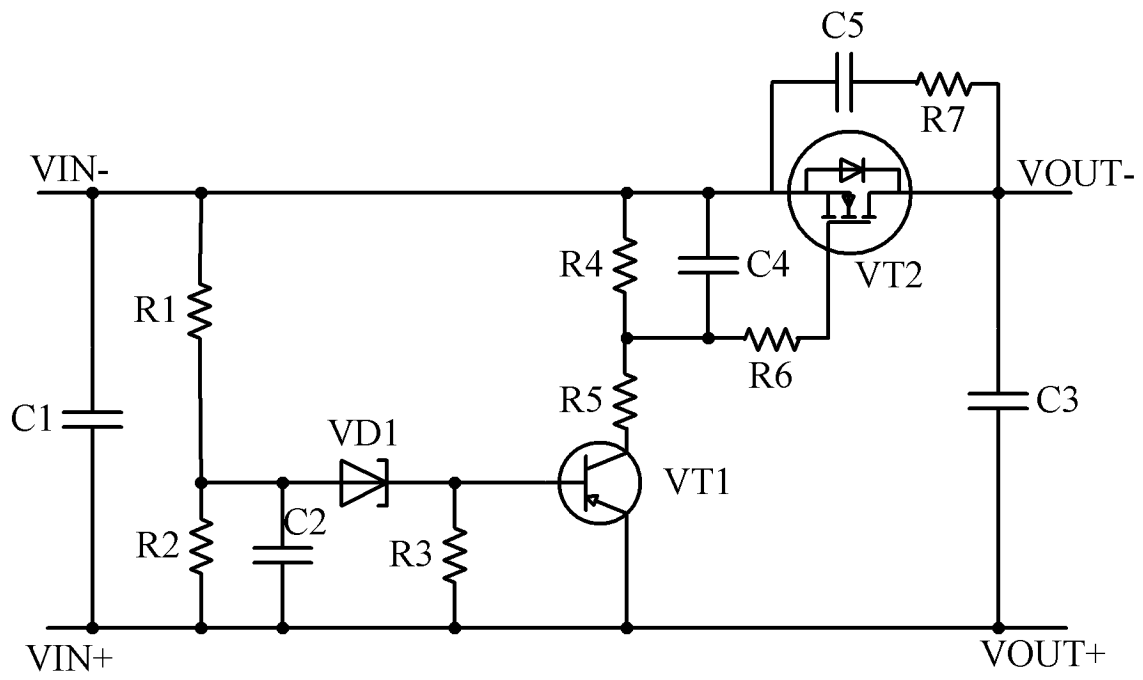 C5
R7
VIN-
VOUT-
R4
C4
VT2
R1
R6
C1
R5
C3
VD1
VT1
C2
R2
R3
VIN+
VOUT+